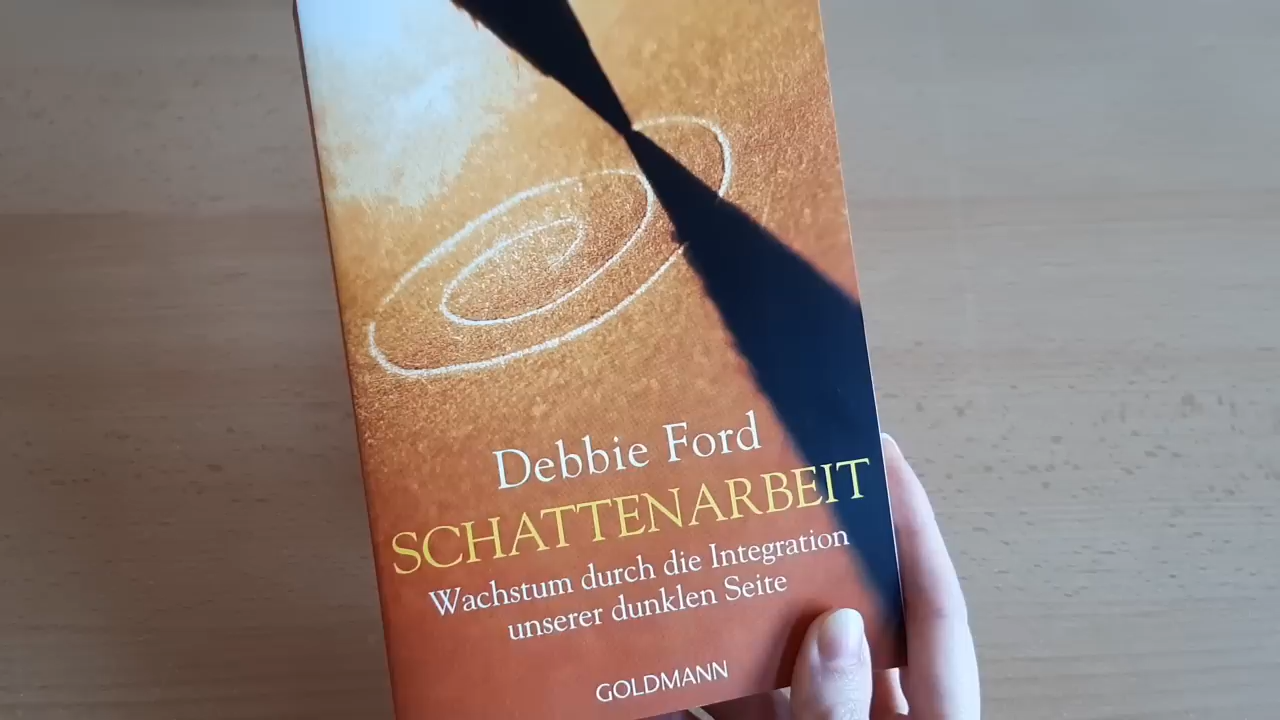 Debbie Ford
SCHATTENARBEIT
Wachstum durch die Integration
unserer dunklen Seite
GOLDMANN